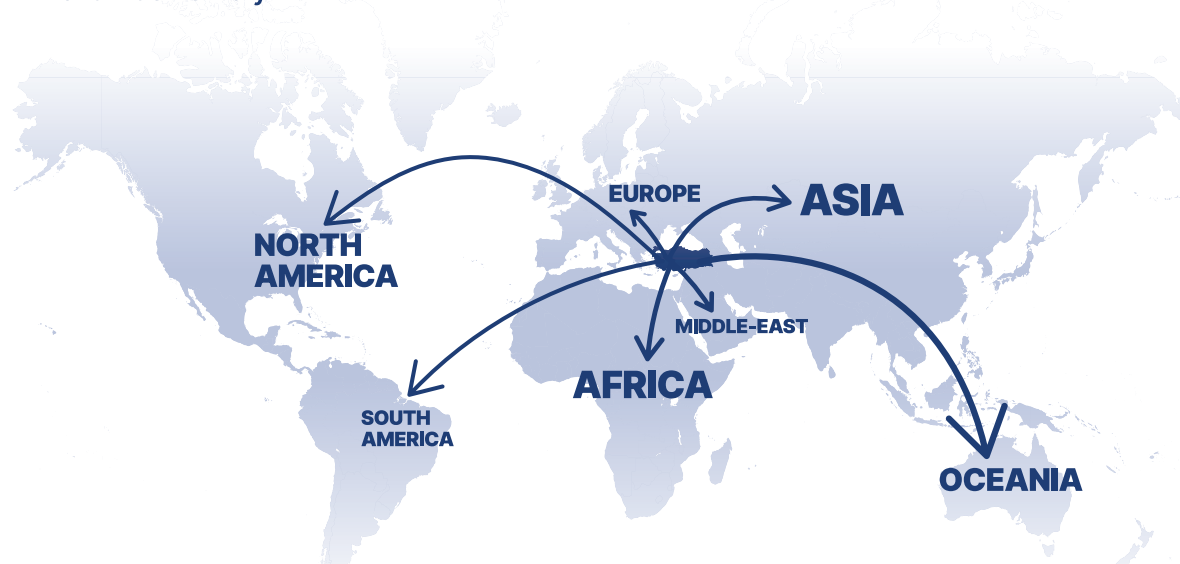 EUROPE
ASIA
NORTH
AMERICA
MIDDLE-EAST
AFRICA
SOUTH
AMERICA
OCEANIA